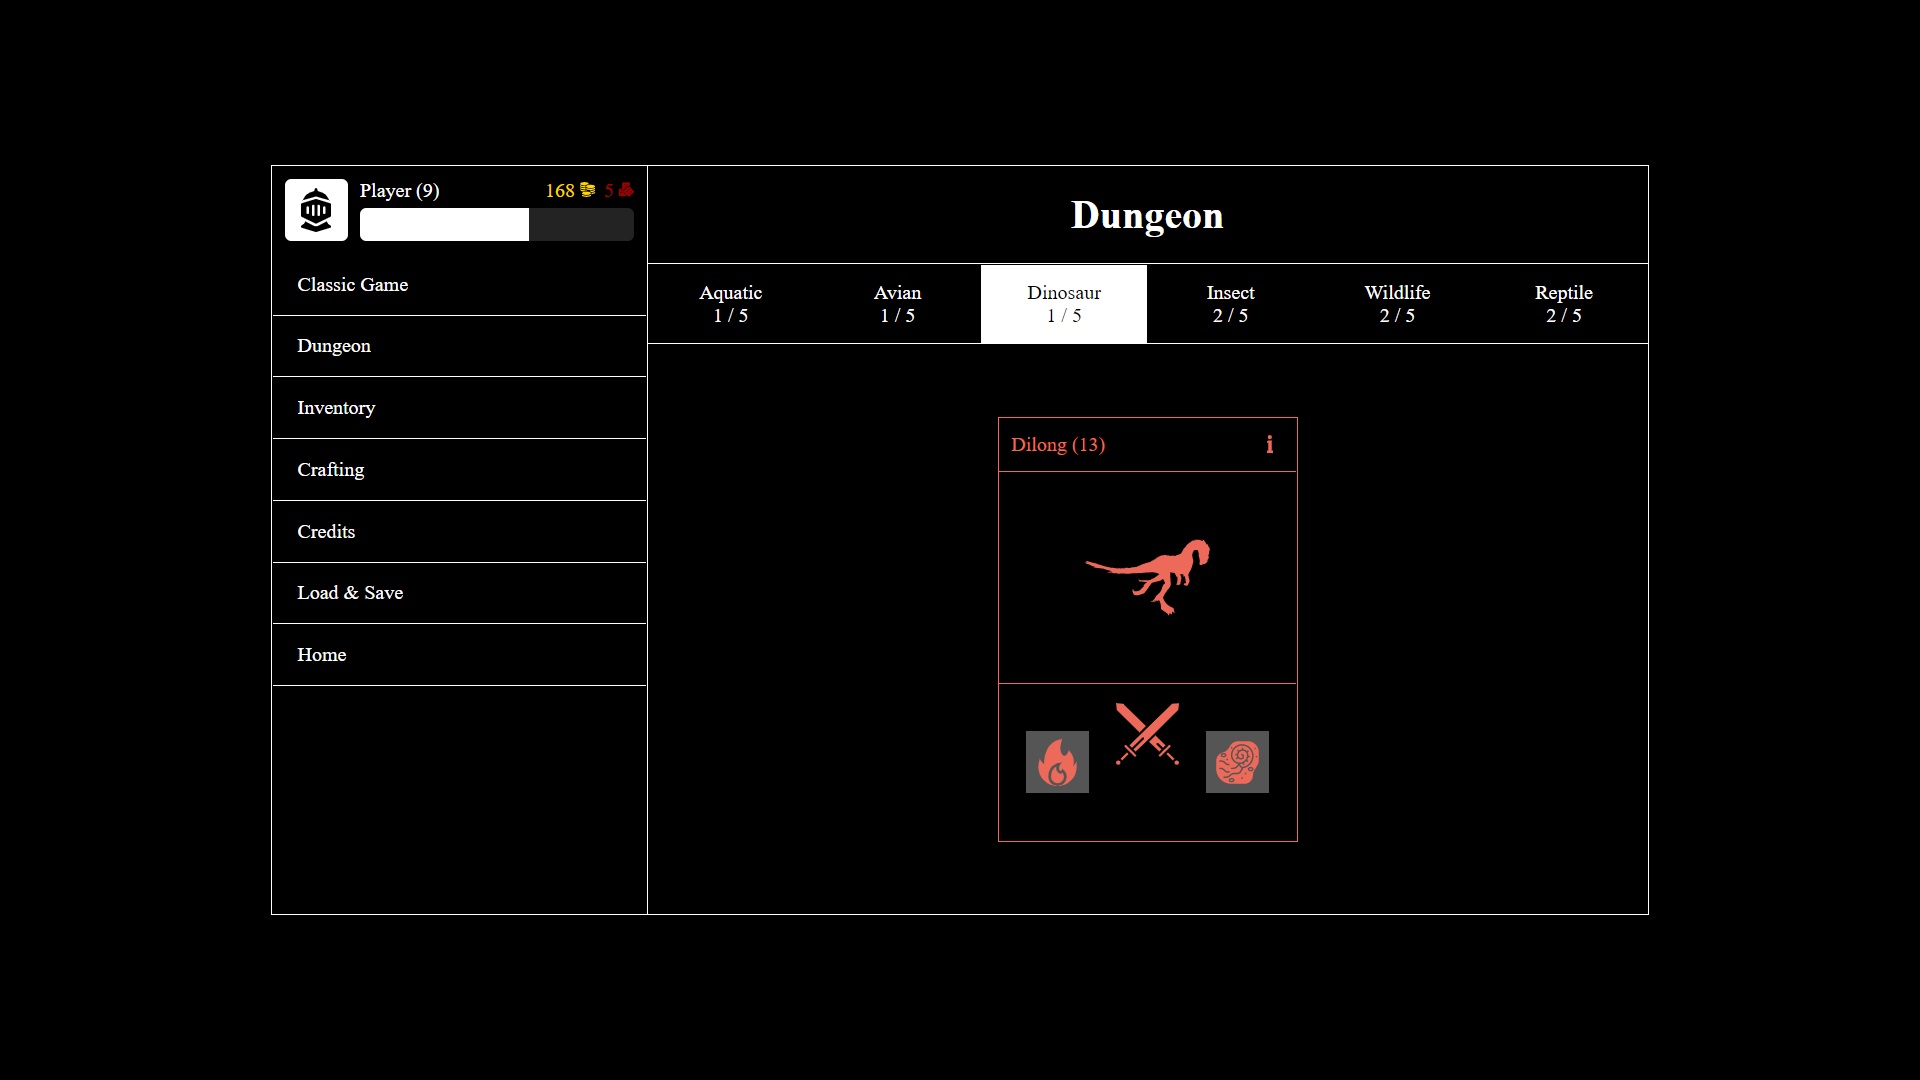 Player (9)
168 5
Classic Game
Dungeon
Inventory
Crafting
Credits
Load & Save
Home
Dungeon
Aquatic
1 / 5
Avian
1 / 5
Dinosaur
1 / 5
Insect
2 / 5
Wildlife
2 / 5
Reptile
2 / 5
Dilong (13)